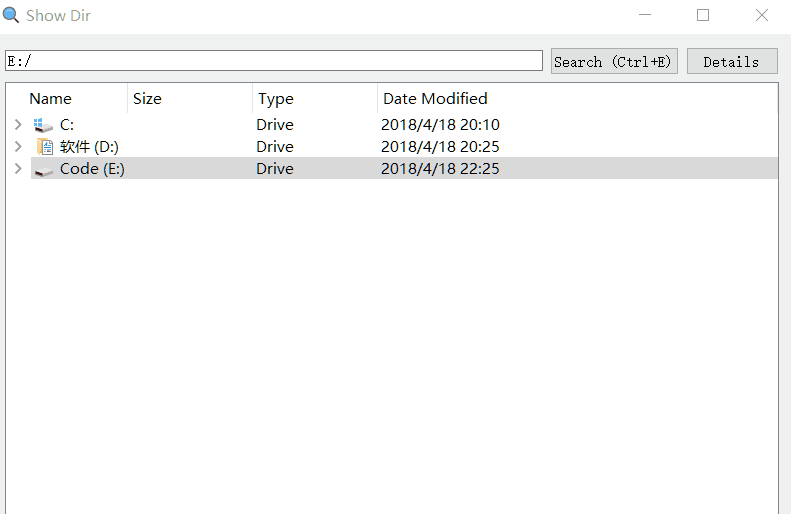 Show Dir
E:/ Search (Ctrl+E) Details
Name Size Type Date Modified
C: Drive 2018/4/18 20:10
软件 (D:) Drive 2018/4/18 20:25
Code (E:) Drive 2018/4/18 22:25